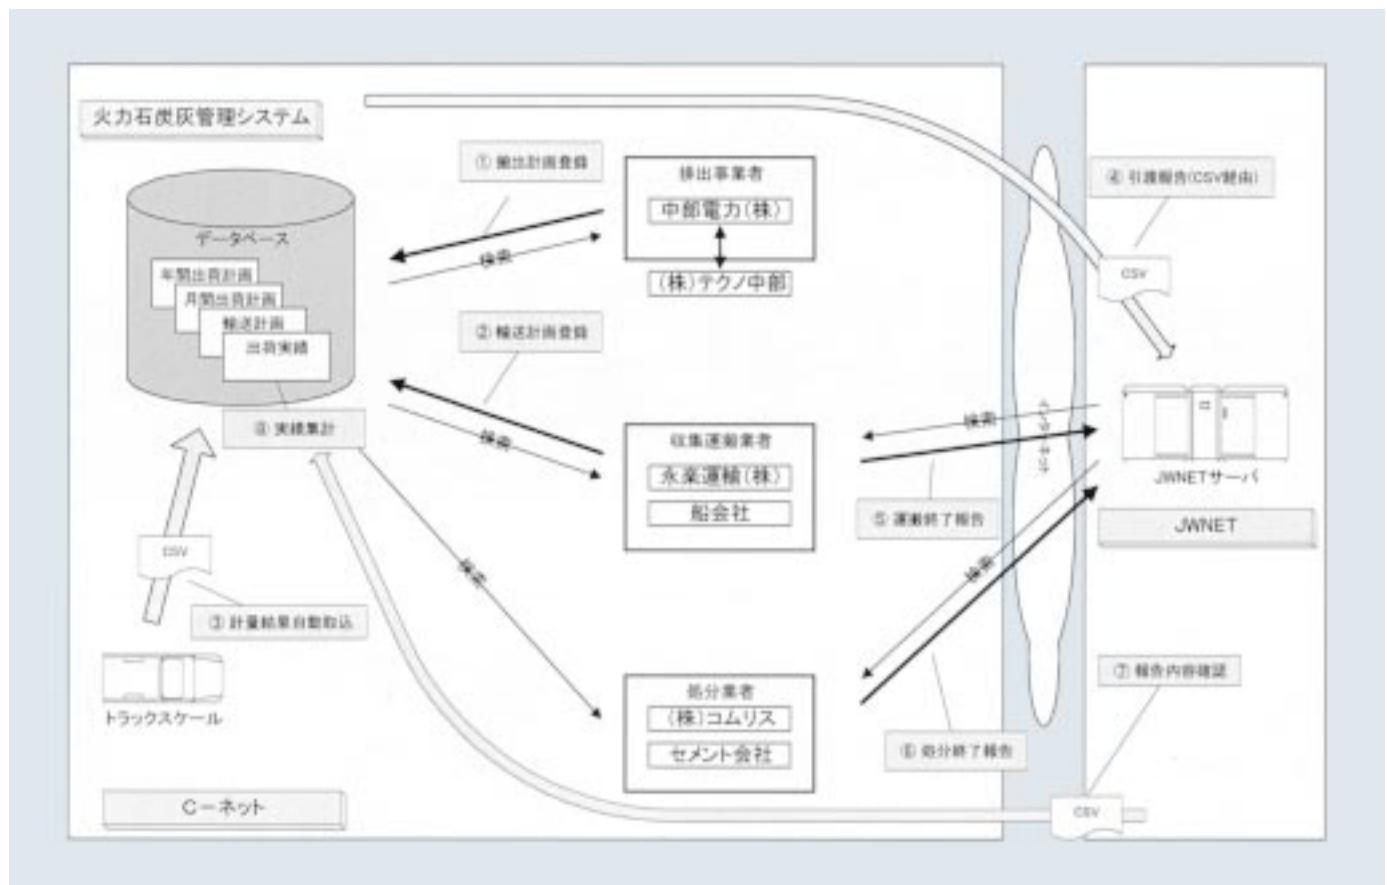 火力石炭灰管理システム
データベース
年間出荷計画
月間出荷計画
輸送計画
出荷実績
① 搬出計画登録
検索
排出事業者
中部電力(株)
(株)テクノ中部
② 輸送計画登録
検索
収集運搬業者
永楽運輸(株)
船会社
⑧ 実績集計
CSV
③ 計量結果自動取込
トラックスケール
検索
処分業者
(株)コムリス
セメント会社
C－ネット
④ 引渡報告(CSV経由)
CSV
インターネット
検索
⑤ 運搬終了報告
JWNETサーバ
JWNET
検索
⑥ 処分終了報告
⑦ 報告内容確認
CSV